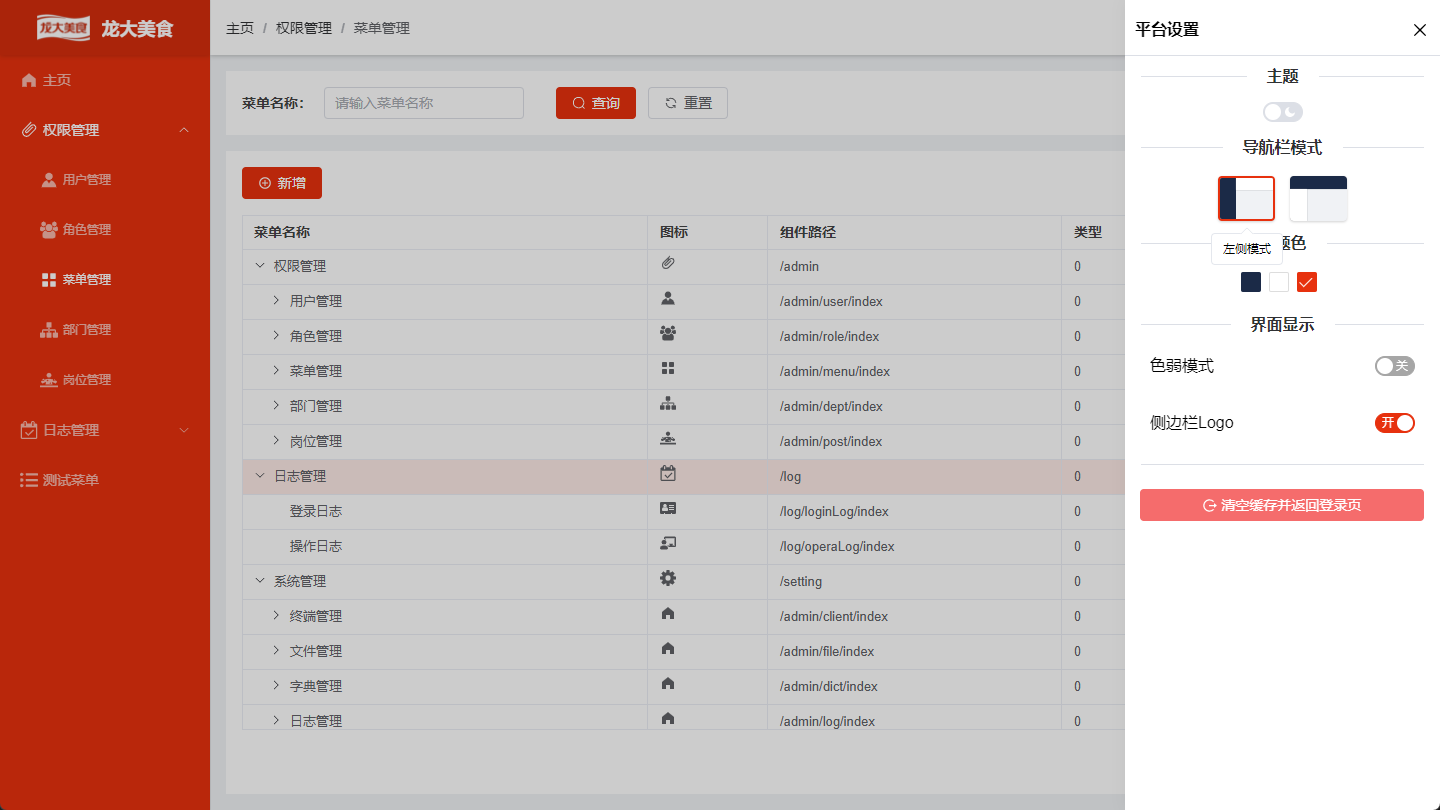 龙大美食 龙大美食
主页
权限管理
用户管理
角色管理
菜单管理
部门管理
岗位管理
日志管理
测试菜单
主页 / 权限管理 / 菜单管理
菜单名称: 请输入菜单名称 查询 重置
新增
菜单名称 图标 组件路径 类型
权限管理 /admin 0
用户管理 /admin/user/index 0
角色管理 /admin/role/index 0
菜单管理 /admin/menu/index 0
部门管理 /admin/dept/index 0
岗位管理 /admin/post/index 0
日志管理 /log 0
登录日志 /log/loginLog/index 0
操作日志 /log/operaLog/index 0
系统管理 /setting 0
终端管理 /admin/client/index 0
文件管理 /admin/file/index 0
字典管理 /admin/dict/index 0
日志管理 /admin/log/index 0
平台设置
主题
导航栏模式
左侧模式
题色
界面显示
色弱模式 关
侧边栏Logo 开
清空缓存并返回登录页